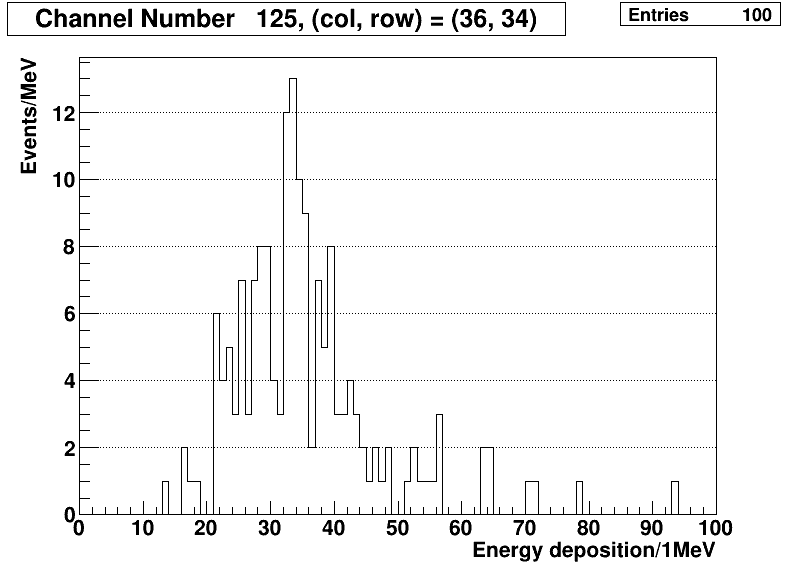 Channel Number 125, (col, row) = (36, 34)
Entries 100
Events/MeV
12
10
8
6
4
2
0
0 10 20 30 40 50 60 70 80 90 100
Energy deposition/1MeV